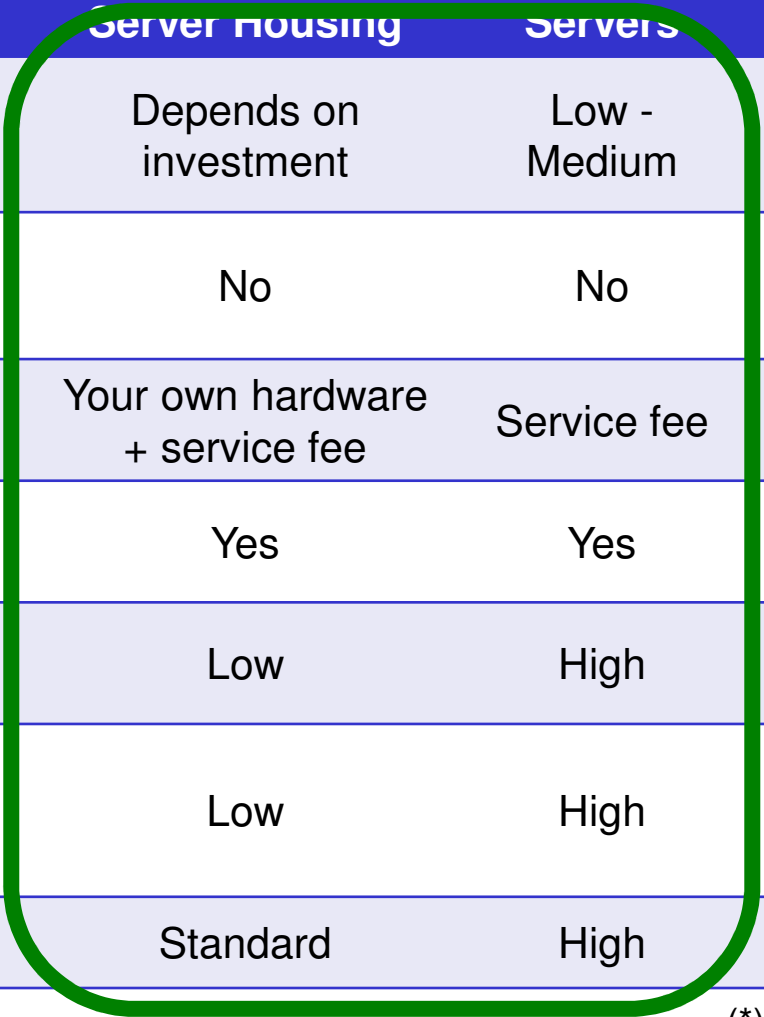 Server Housing Servers
Depends on Low -
investment Medium
No No
Your own hardware
+ service fee Service fee
Yes Yes
Low High
Low High
Standard High
(*)